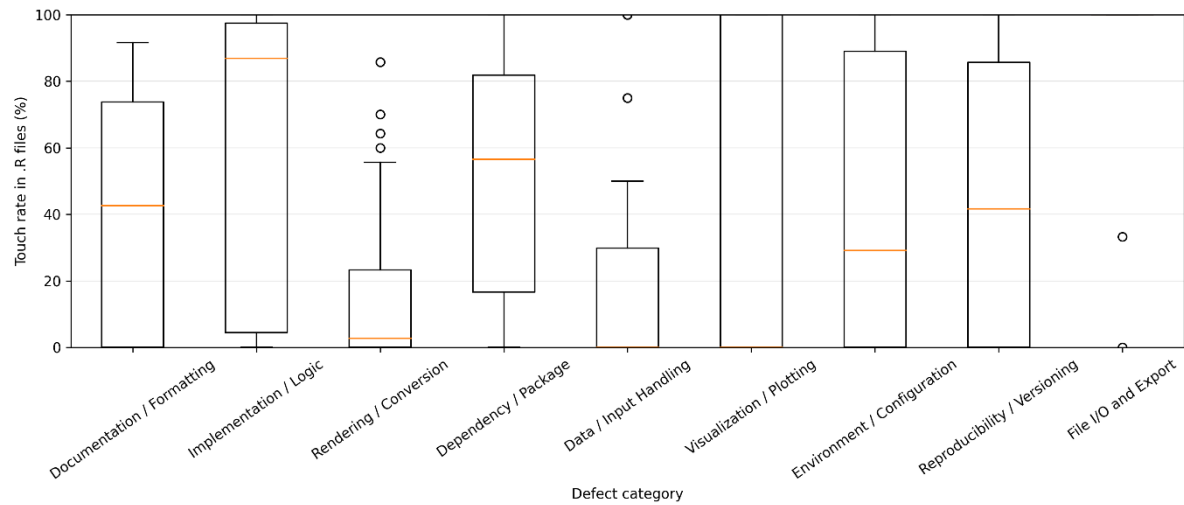 100
80
60
40
20
0
Touch rate in .R files (%)
Documentation / Formatting
Implementation / Logic
Rendering / Conversion
Dependency / Package
Data / Input Handling
Visualization / Plotting
Environment / Configuration
Reproducibility / Versioning
File I/O and Export
Defect category